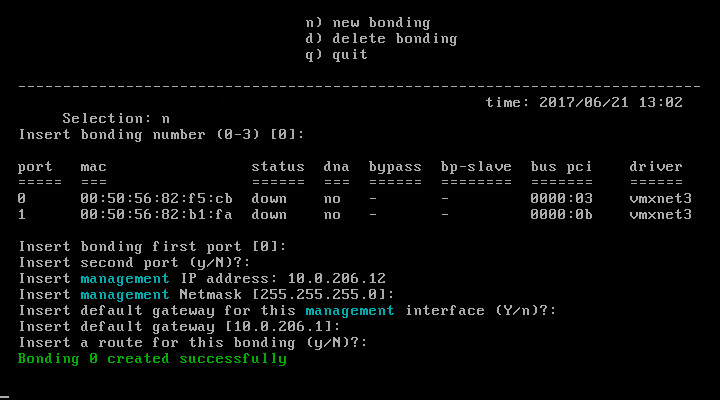 n) new bonding
d) delete bonding
q) quit
--------------------------------------------------------------------------------
time: 2017/06/21 13:02
Selection: n
Insert bonding number (0-3) [0]:
port mac status dna bypass bp-slave bus pci driver
===== === ====== === ====== ======== ======= ======
0 00:50:56:82:f5:cb down no - - 0000:03 vmxnet3
1 00:50:56:82:b1:fa down no - - 0000:0b vmxnet3
Insert bonding first port [0]:
Insert second port (y/N)?:
Insert management IP address: 10.0.206.12
Insert management Netmask [255.255.255.0]:
Insert default gateway for this management interface (Y/n)?:
Insert default gateway [10.0.206.1]:
Insert a route for this bonding (y/N)?:
Bonding 0 created successfully